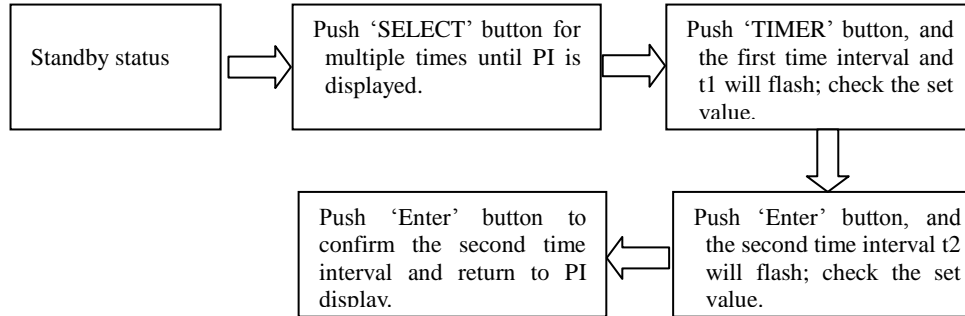 Standby status
Push ‘SELECT’ button for
multiple times until PI is
displayed.
Push ‘TIMER’ button, and
the first time interval and
t1 will flash; check the set
value.
Push ‘Enter’ button, and
the second time interval t2
will flash; check the set
value.
Push ‘Enter’ button to
confirm the second time
interval and return to PI
display.